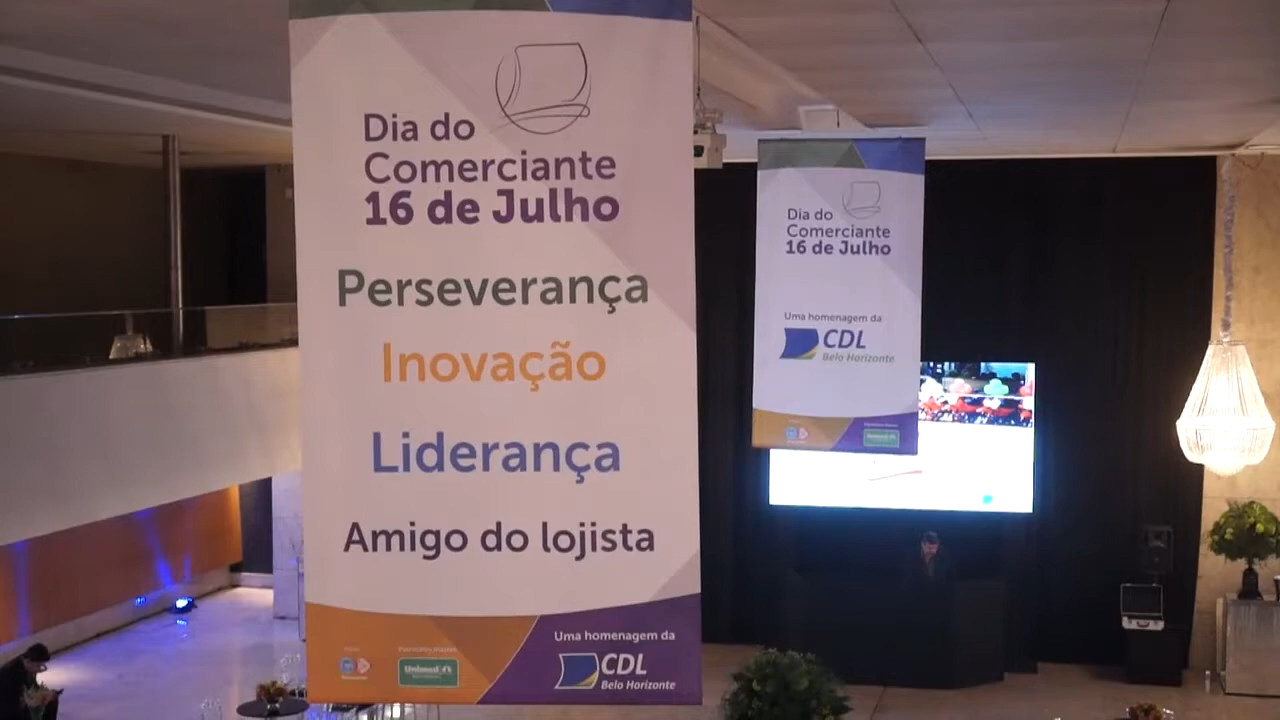 Dia do
Comerciante
16 de Julho
Perseverança
Inovação
Liderança
Amigo do lojista
Uma homenagem da
CDL
Belo Horizonte
Unimed
Dia do
Comerciante
16 de Julho
Uma homenagem da
CDL
Belo Horizonte